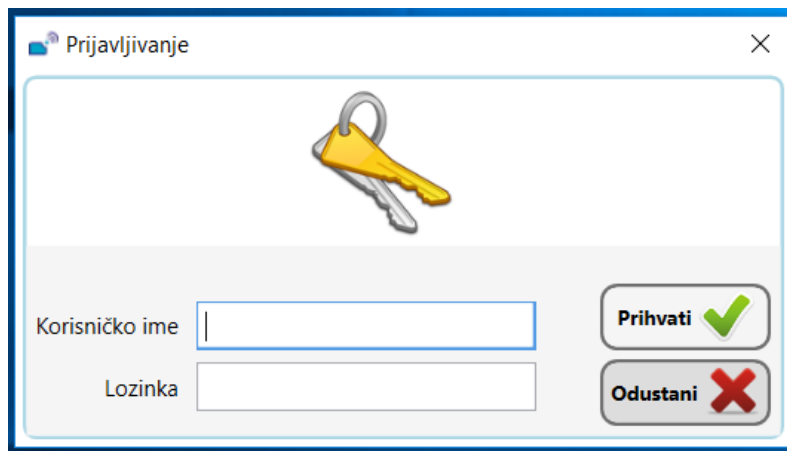 Prijavljivanje
Korisničko ime
Prihvati
Lozinka
Odustani